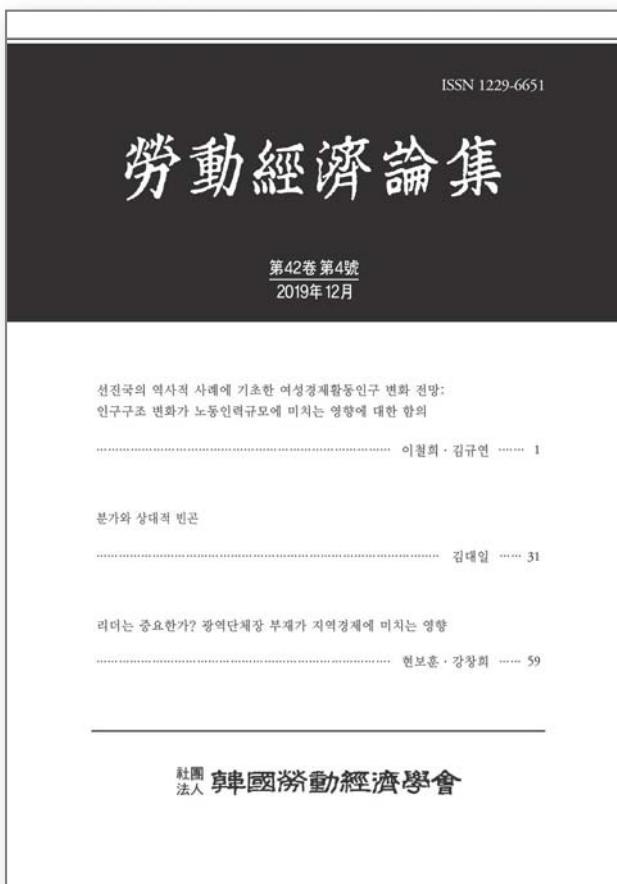 ISSN 1229-6651
勞動經濟論集
第42卷 第4號
2019年 12月
선진국의 역사적 사례에 기초한 여성경제활동인구 변화 전망:
인구구조 변화가 노동인력규모에 미치는 영향에 대한 함의
이철희 · 김규연 ······ 1
분가와 상대적 빈곤
김대일 ······ 31
리더는 중요한가? 광역단체장 부재가 지역경제에 미치는 영향
현보훈 · 강창희 ······ 59
社團法人 韓國勞動經濟學會